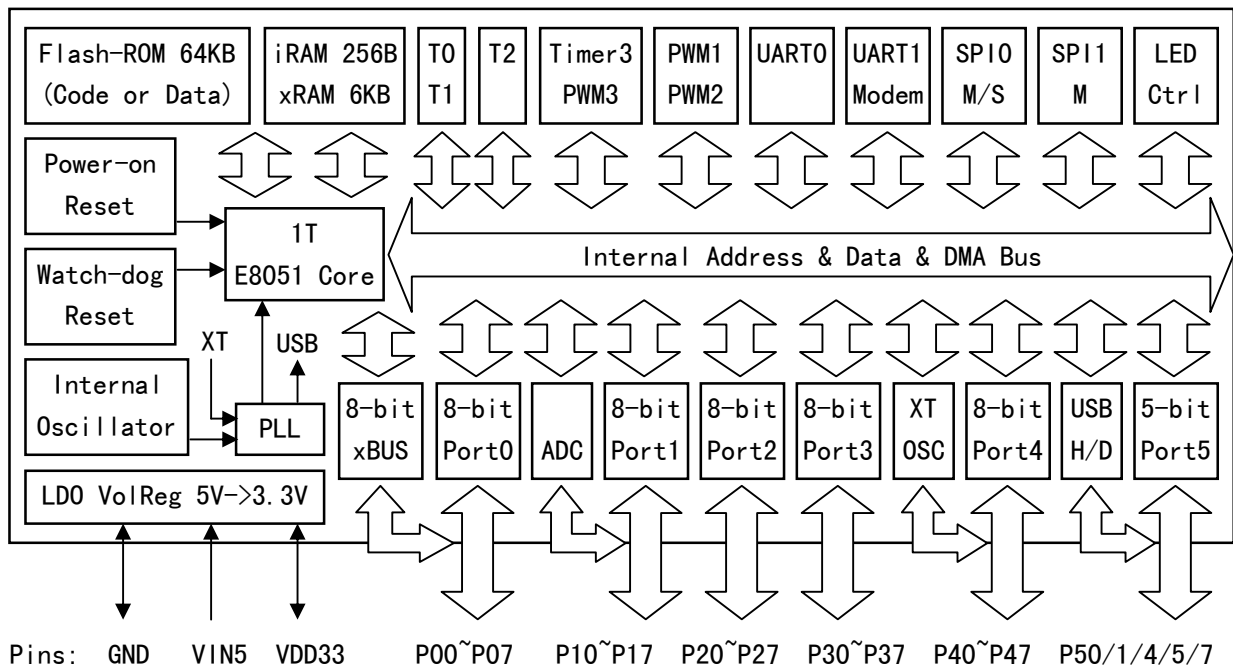 Flash-ROM 64KB
(Code or Data)
iRAM 256B
xRAM 6KB
T0
T1
T2
Timer3
PWM3
PWM1
PWM2
UART0
UART1
Modem
SPI0
M/S
SPI1
M
LED
Ctrl
Power-on
Reset
1T
E8051 Core
Internal Address & Data & DMA Bus
Watch-dog
Reset
XT
USB
Internal
Oscillator
PLL
8-bit
xBUS
8-bit
Port0
ADC
8-bit
Port1
8-bit
Port2
8-bit
Port3
XT
OSC
8-bit
Port4
USB
H/D
5-bit
Port5
LDO VolReg 5V->3.3V
Pins: GND VIN5 VDD33 P00~P07 P10~P17 P20~P27 P30~P37 P40~P47 P50/1/4/5/7